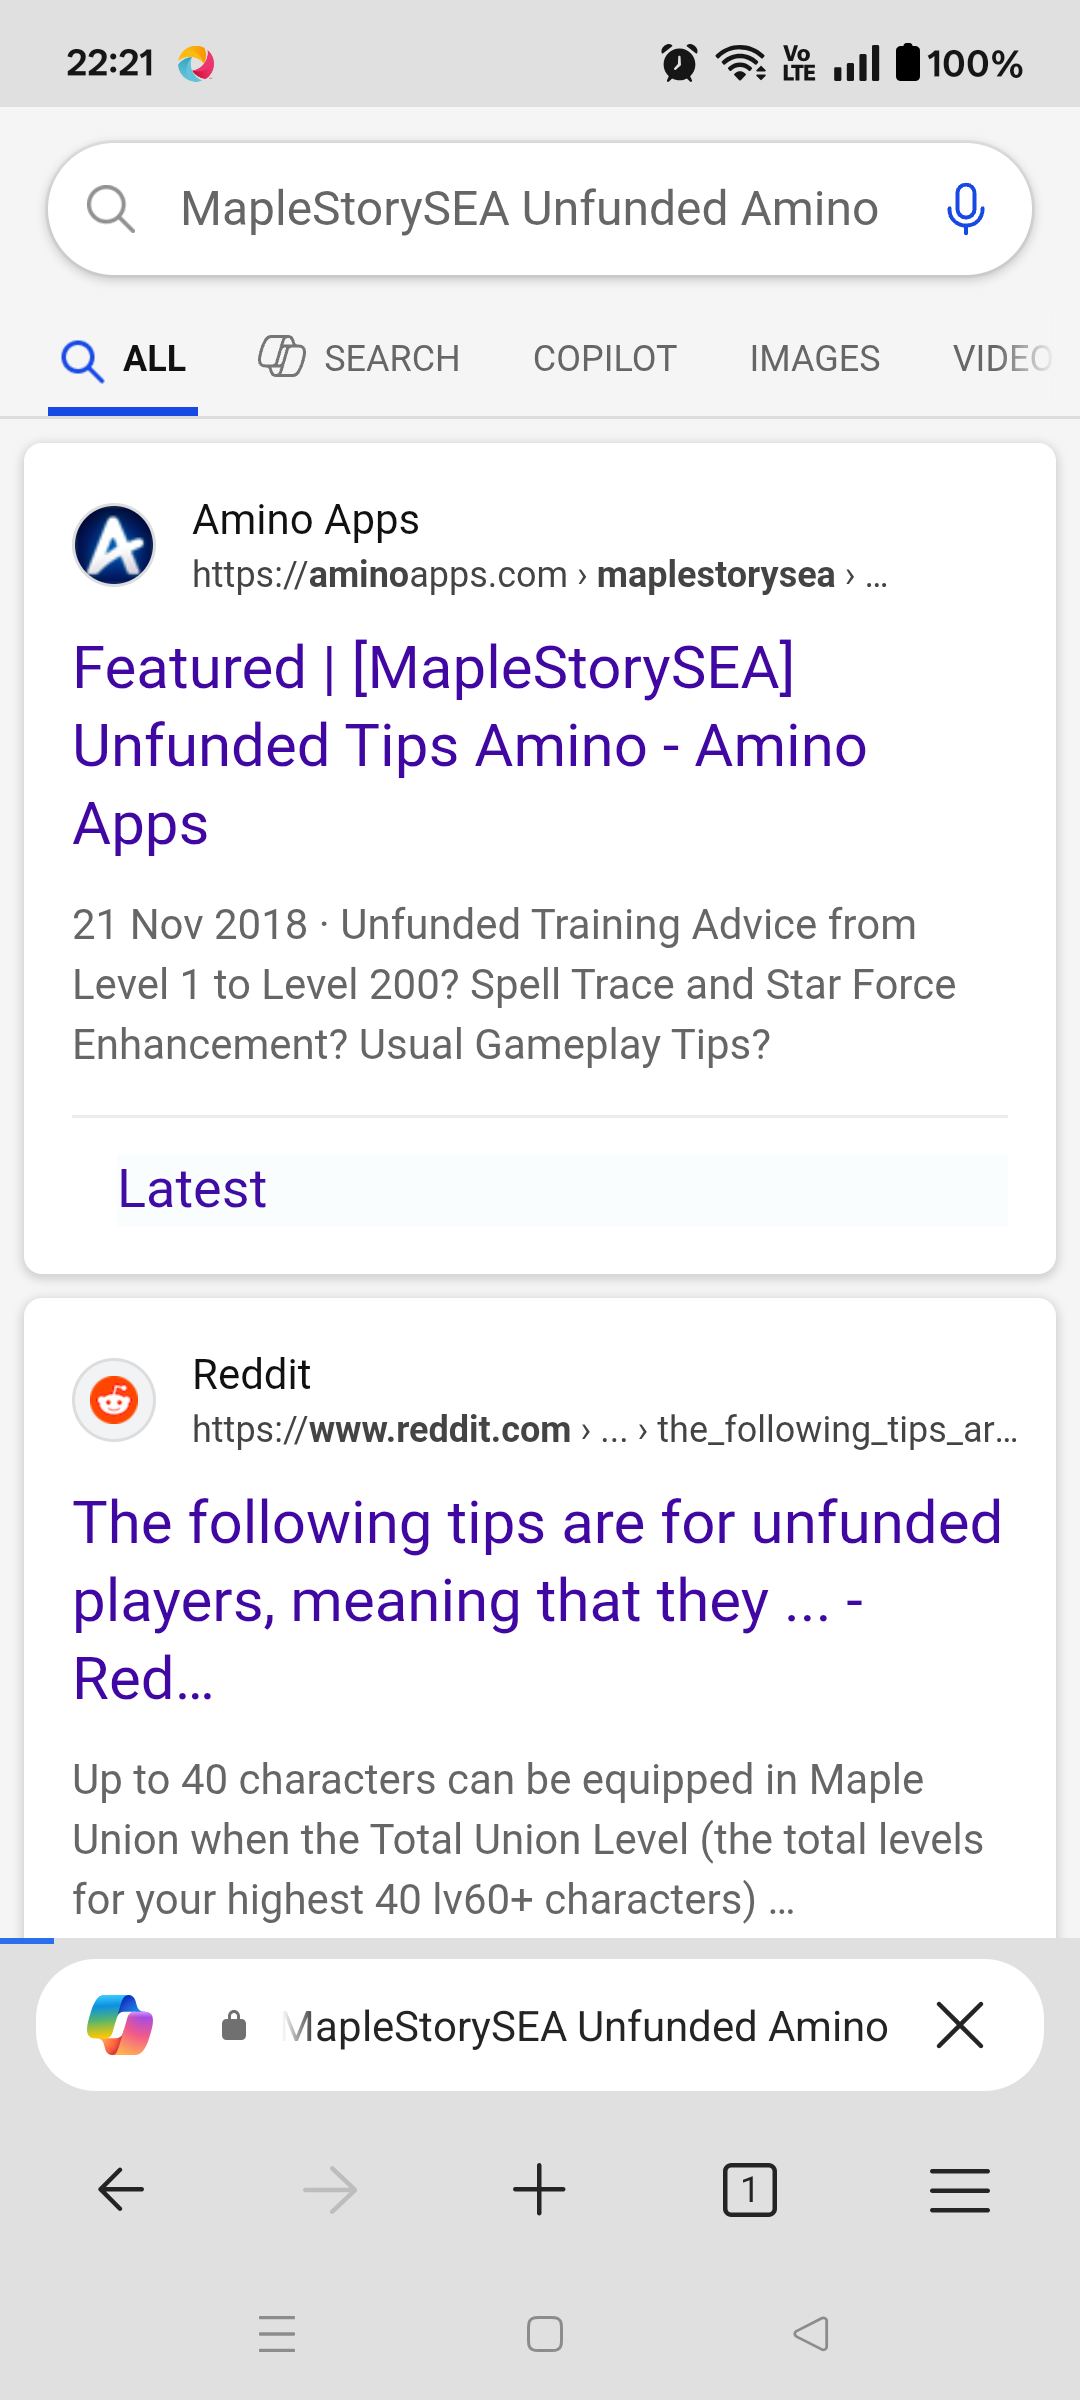 22:21
Vo
LTE
100%
MapleStorySEA Unfunded Amino
ALL
SEARCH
COPILOT
IMAGES
VIDEO
Amino Apps
https://aminoapps.com › maplestorysea › ...
Featured | [MapleStorySEA]
Unfunded Tips Amino - Amino
Apps
21 Nov 2018 · Unfunded Training Advice from
Level 1 to Level 200? Spell Trace and Star Force
Enhancement? Usual Gameplay Tips?
Latest
Reddit
https://www.reddit.com › ... › the_following_tips_ar...
The following tips are for unfunded
players, meaning that they ... -
Red...
Up to 40 characters can be equipped in Maple
Union when the Total Union Level (the total levels
for your highest 40 lv60+ characters) ...
MapleStorySEA Unfunded Amino
1